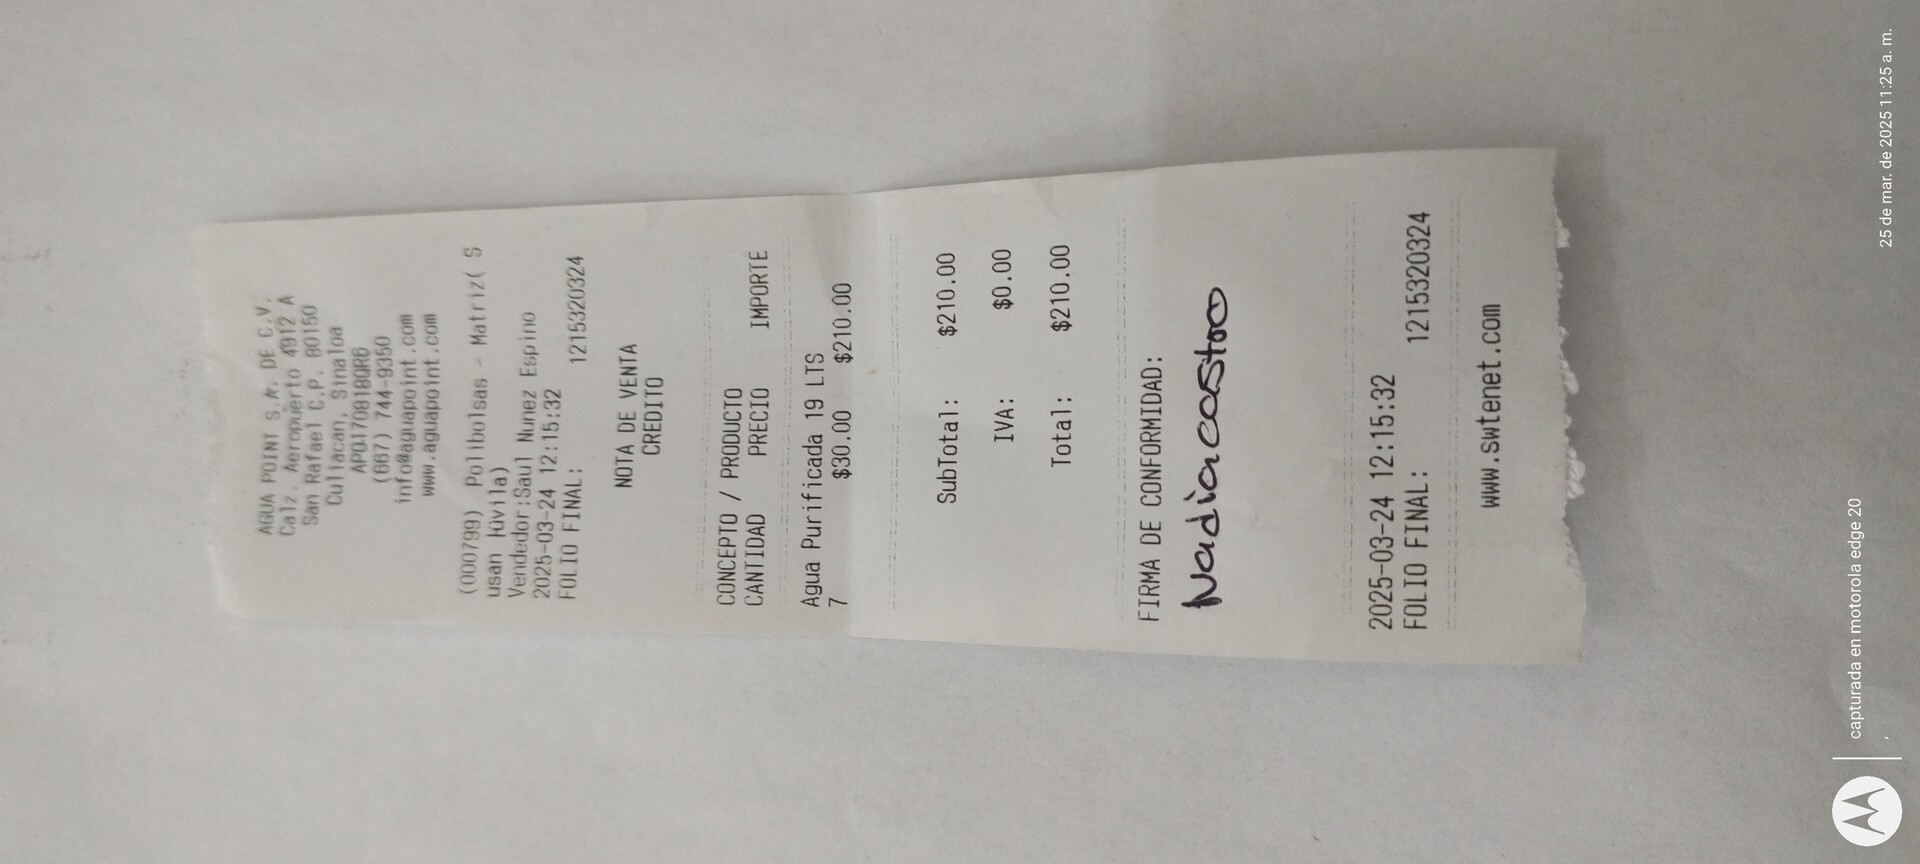 AGUA POINT S.A. DE C.V.
Calz. Aeropuerto 4912 A
San Rafael C.P. 80150
Culiacan, Sinaloa
APO170818QR6
(667) 744-9350
info@aguapoint.com
www.aguapoint.com
(000799) Polibolsas - Matriz( S
usan
Vendedor:Saul Nunez Espino
2025-03-24 12:15:32
FOLIO FINAL: 1215320324
NOTA DE VENTA
CREDITO
CONCEPTO / PRODUCTO
CANTIDAD PRECIO IMPORTE
Agua Purificada 19 LTS
7 $30.00 $210.00
SubTotal: $210.00
IVA: $0.00
Total: $210.00
FIRMA DE CONFORMIDAD:
Nadia castro
2025-03-24 12:15:32
FOLIO FINAL: 1215320324
www.swtenet.com
capturada en motorola edge 20
,
25 de mar. de 2025 11:25 a. m.